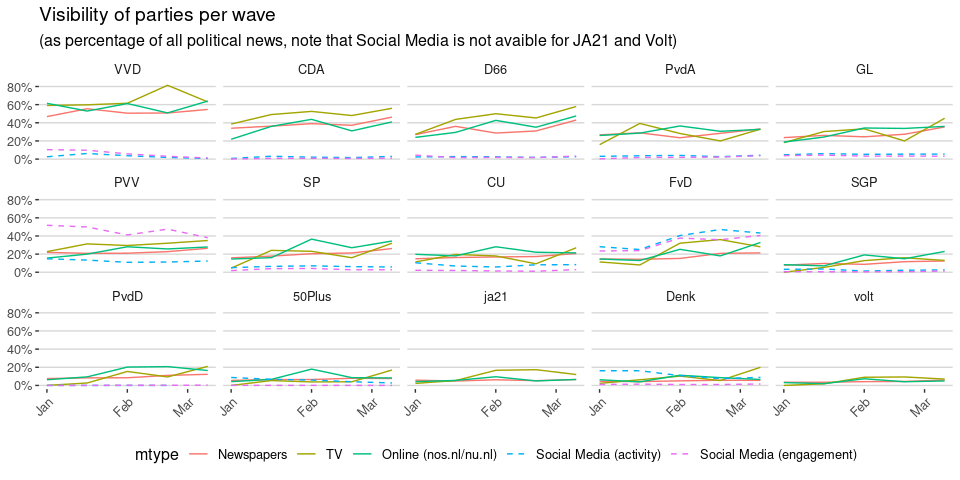 Visibility of parties per wave
(as percentage of all political news, note that Social Media is not avaible for JA21 and Volt)
VVD CDA D66 PvdA GL
80%
60%
40%
20%
0%
PVV SP CU FvD SGP
80%
60%
40%
20%
0%
PvdD 50Plus ja21 Denk volt
80%
60%
40%
20%
0%
Jan Feb Mar Jan Feb Mar Jan Feb Mar Jan Feb Mar Jan Feb Mar
mtype Newspapers TV Online (nos.nl/nu.nl) Social Media (activity) Social Media (engagement)